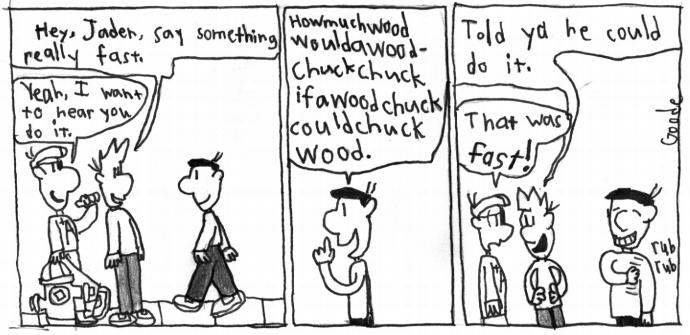 Hey, Jaden, say something
really fast.
Yeah, I want
to hear you
do it.
Howmuchwood
wouldawood-
chuckchuck
ifawoodchuck
couldchuck
wood.
Told ya he could
do it.
That was
fast!
Goode
rub
rub